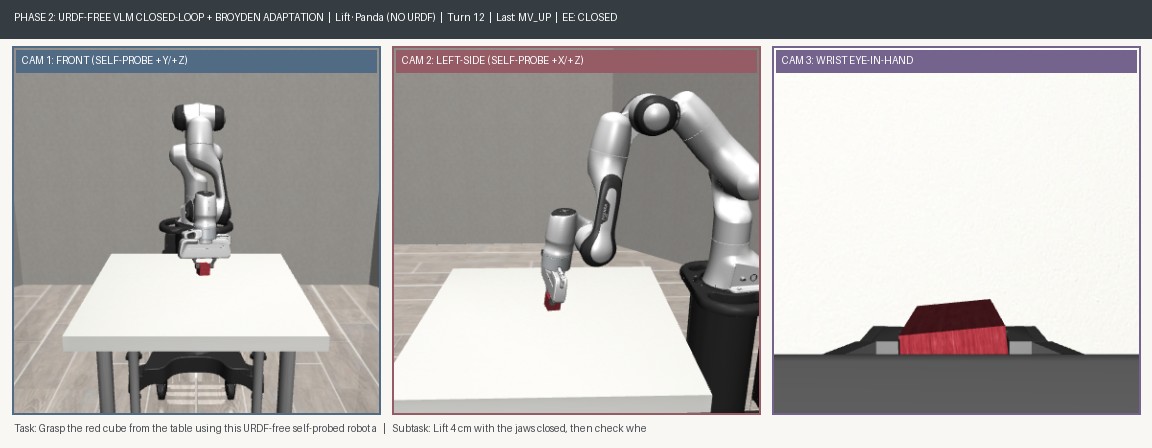 PHASE 2: URDF-FREE VLM CLOSED-LOOP + BROYDEN ADAPTATION | Lift·Panda (NO URDF) | Turn 12 | Last MV_UP | EE: CLOSED
CAM 1: FRONT (SELF-PROBE +Y/+Z)
CAM 2: LEFT-SIDE (SELF-PROBE +X/+Z)
CAM 3: WRIST EYE-IN-HAND
Task: Grasp the red cube from the table using this URDF-free self-probed robot a | Subtask: Lift 4 cm with the jaws closed, then check whe